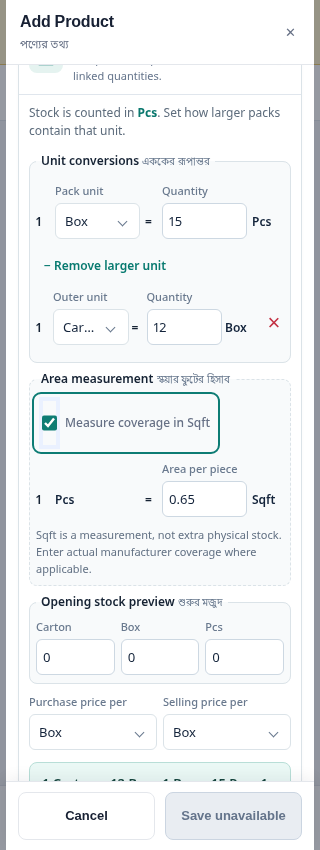 Add Product
পণ্যের তথ্য
×
linked quantities.
Stock is counted in Pcs. Set how larger packs
contain that unit.
Unit conversions এককের রূপান্তর
Pack unit Quantity
1 Box = 15 Pcs
− Remove larger unit
Outer unit Quantity
1 Car... = 12 Box ×
Area measurement স্কয়ার ফুটের হিসাব
Measure coverage in Sqft
Area per piece
1 Pcs = 0.65 Sqft
Sqft is a measurement, not extra physical stock.
Enter actual manufacturer coverage where
applicable.
Opening stock preview শুরুর মজুদ
Carton Box Pcs
0 0 0
Purchase price per Selling price per
Box Box
Cancel Save unavailable